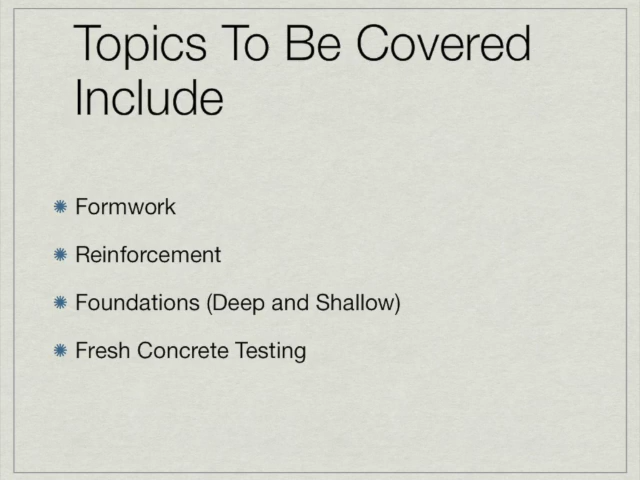 Topics To Be Covered
Include
Formwork
Reinforcement
Foundations (Deep and Shallow)
Fresh Concrete Testing